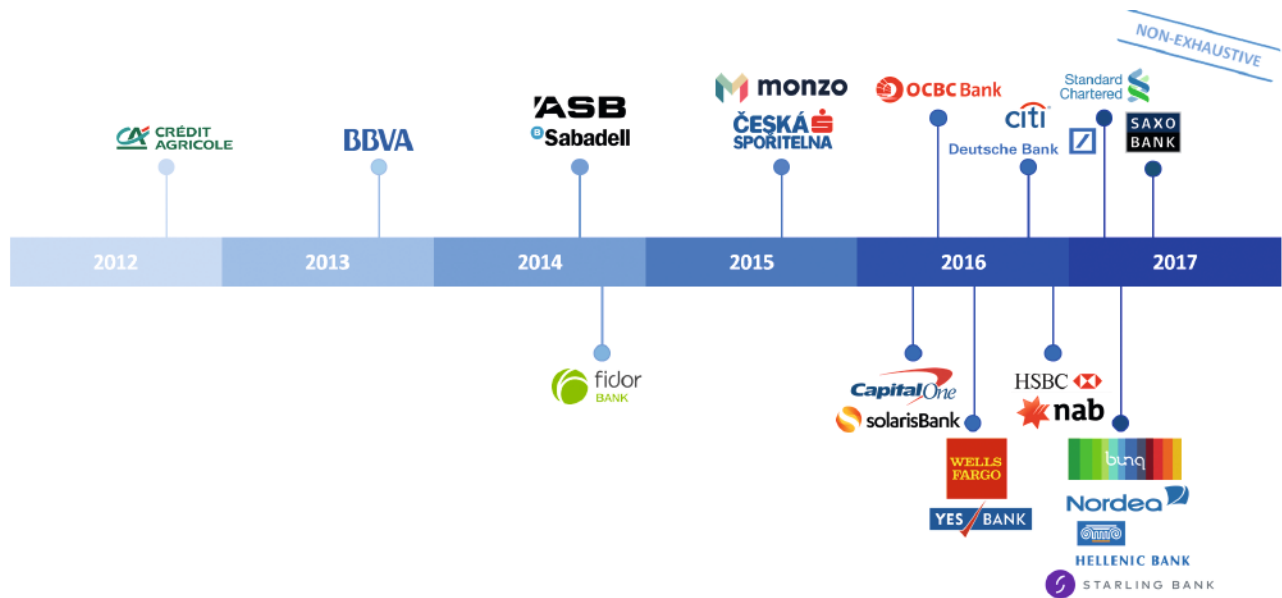 NON-EXHAUSTIVE
CRÉDIT
AGRICOLE
BBVA
ASB
B Sabadell
monzo
ČESKÁ S
SPOŘITELNA
OCBC Bank
citi
Deutsche Bank
Standard
Chartered
SAXO
BANK
2012
2013
2014
2015
2016
2017
fidor
BANK
CapitalOne
solarisBank
WELLS
FARGO
YES BANK
HSBC
nab
bunq
Nordea
HELLENIC BANK
STARLING BANK